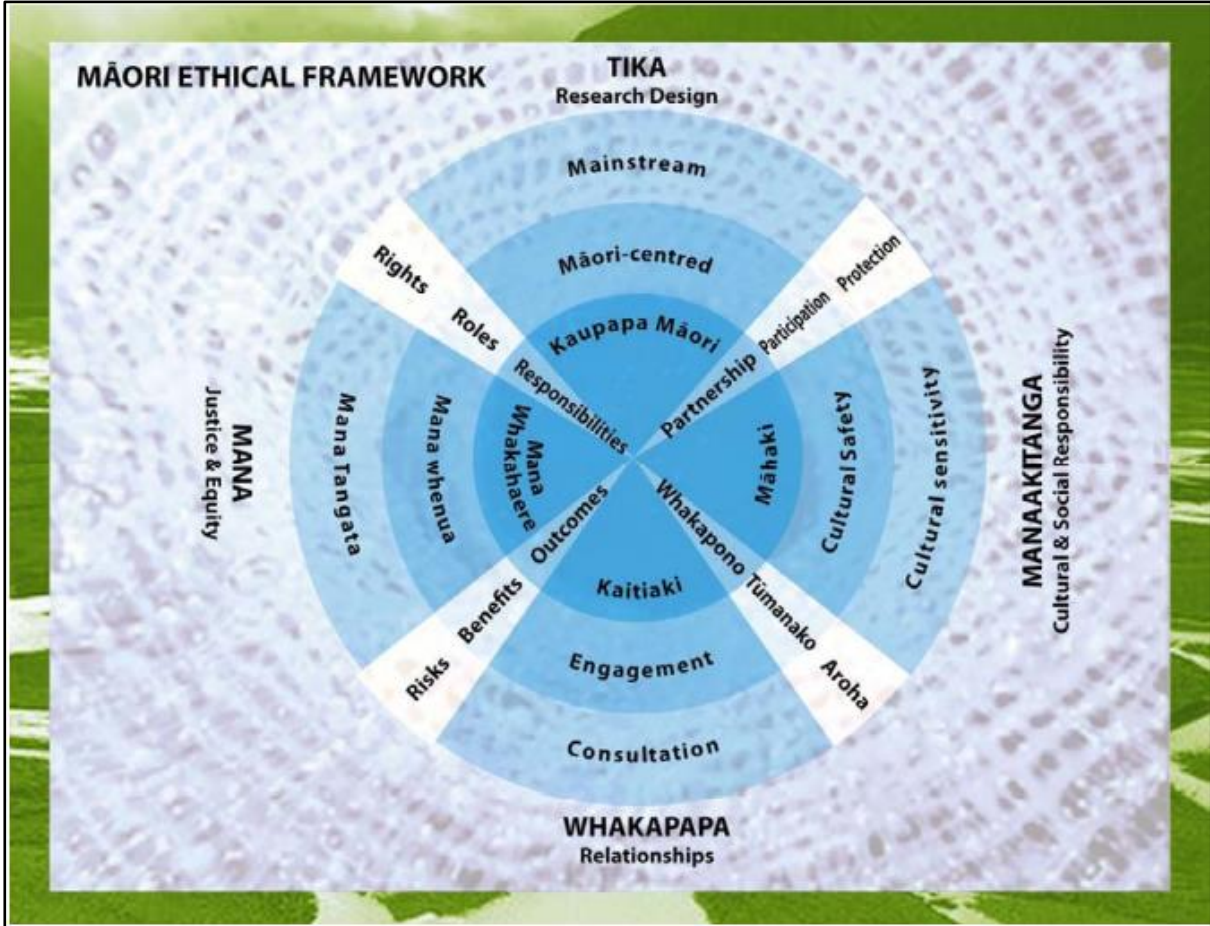 MĀORI ETHICAL FRAMEWORK
TIKA
Research Design
Mainstream
Māori-centred
Kaupapa Māori
Rights
Roles
Responsibilities
Protection
Participation
Partnership
MANA
Justice & Equity
Mana Tangata
Mana whenua
Mana
Whakahaere
Māhaki
Cultural Safety
Cultural sensitivity
MANAAKITANGA
Cultural & Social Responsibility
Outcomes
Benefits
Risks
Whakapono
Tūmanako
Aroha
Kaitiaki
Engagement
Consultation
WHAKAPAPA
Relationships